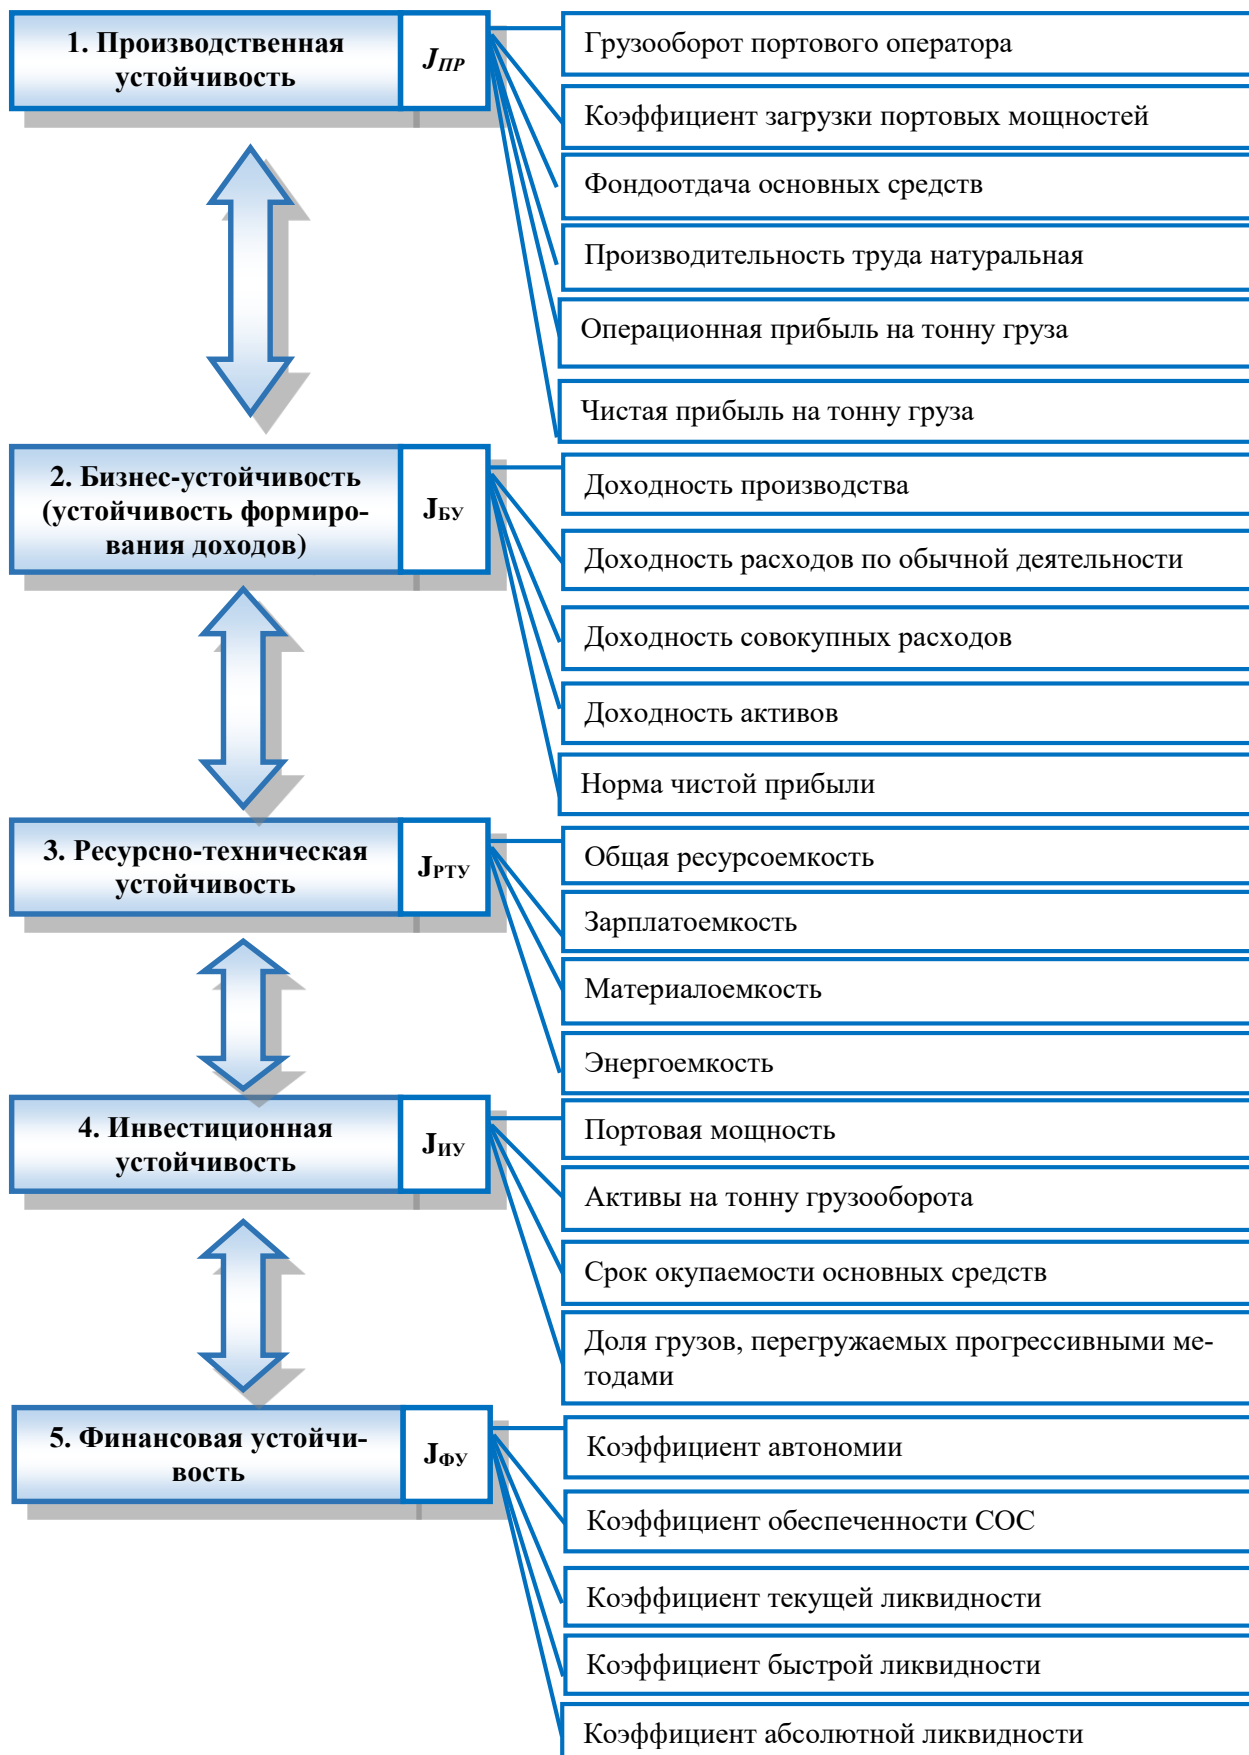 1. Производственная
устойчивость
JПР
Грузооборот портового оператора
Коэффициент загрузки портовых мощностей
Фондоотдача основных средств
Производительность труда натуральная
Операционная прибыль на тонну груза
Чистая прибыль на тонну груза
2. Бизнес-устойчивость
(устойчивость формиро-
вания доходов)
JБУ
Доходность производства
Доходность расходов по обычной деятельности
Доходность совокупных расходов
Доходность активов
Норма чистой прибыли
3. Ресурсно-техническая
устойчивость
JРТУ
Общая ресурсоемкость
Зарплатоемкость
Материалоемкость
Энергоемкость
4. Инвестиционная
устойчивость
JИУ
Портовая мощность
Активы на тонну грузооборота
Срок окупаемости основных средств
Доля грузов, перегружаемых прогрессивными ме-
тодами
5. Финансовая устойчи-
вость
JФУ
Коэффициент автономии
Коэффициент обеспеченности СОС
Коэффициент текущей ликвидности
Коэффициент быстрой ликвидности
Коэффициент абсолютной ликвидности